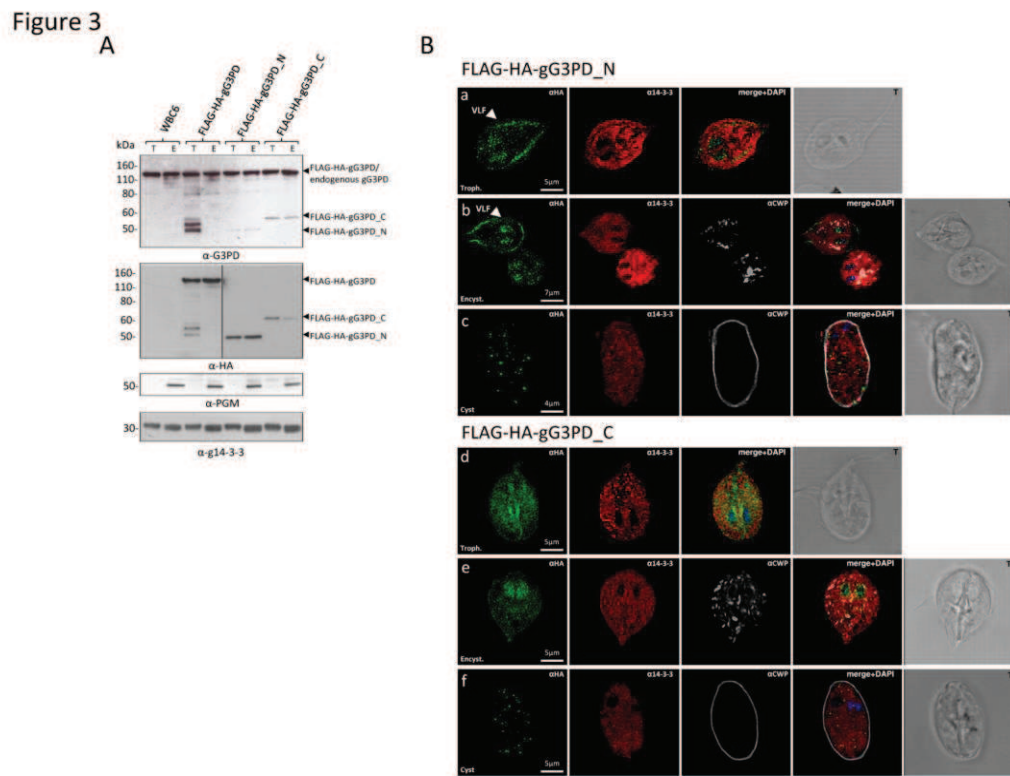 Figure 3
A
WBC6
FLAG-HA-gG3PD
FLAG-HA-gG3PD_N
FLAG-HA-gG3PD_C
kDa T E T E T E T E
160-
110-
80-
60-
50-
FLAG-HA-gG3PD/
endogenous gG3PD
FLAG-HA-gG3PD_C
FLAG-HA-gG3PD_N
α-G3PD
160-
110-
80-
60-
50-
FLAG-HA-gG3PD
FLAG-HA-gG3PD_C
FLAG-HA-gG3PD_N
α-HA
50-
α-PGM
30-
α-g14-3-3
B
FLAG-HA-gG3PD_N
a αHA α14-3-3 merge+DAPI T
VLF
Troph. 5μm
b αHA α14-3-3 αCWP merge+DAPI T
VLF
Encyst. 7μm
c αHA α14-3-3 αCWP merge+DAPI T
Cyst 4μm
FLAG-HA-gG3PD_C
d αHA α14-3-3 merge+DAPI T
Troph. 5μm
e αHA α14-3-3 αCWP merge+DAPI T
Encyst. 5μm
f αHA α14-3-3 αCWP merge+DAPI T
Cyst 5μm